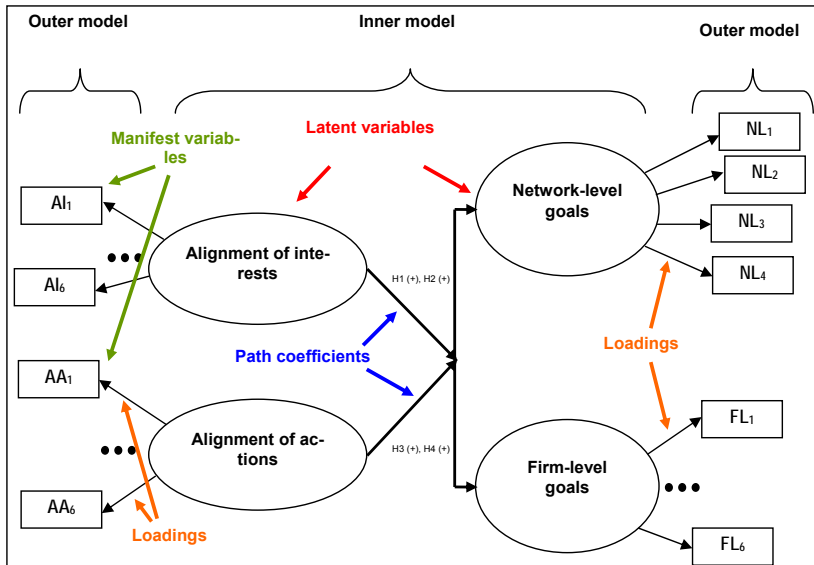 Outer model
Inner model
Outer model
Manifest variab-
les
Latent variables
AI1
AI6
AA1
AA6
Alignment of inte-
rests
Alignment of ac-
tions
H1 (+), H2 (+)
Path coefficients
H3 (+), H4 (+)
Network-level
goals
Firm-level
goals
NL1
NL2
NL3
NL4
Loadings
FL1
FL6
Loadings